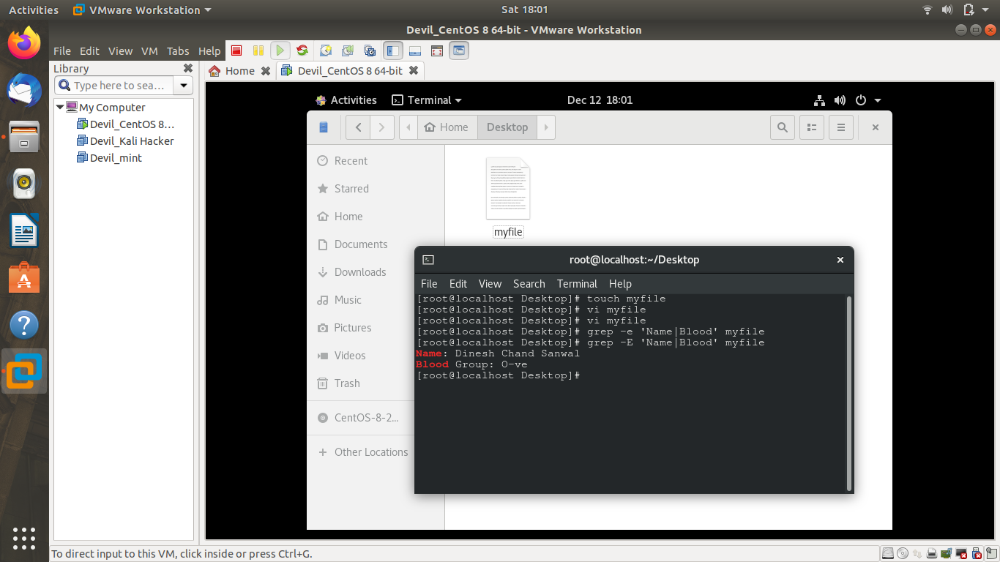 Activities VMware Workstation Sat 18:01
Devil_CentOS 8 64-bit - VMware Workstation
File Edit View VM Tabs Help
Library
Type here to sea…
My Computer
Devil_CentOS 8…
Devil_Kali Hacker
Devil_mint
Home Devil_CentOS 8 64-bit
Activities Terminal Dec 12 18:01
Home Desktop
Recent
Starred
Home
Documents
Downloads
Music
Pictures
Videos
Trash
CentOS-8-2…
Other Locations
myfile
root@localhost:~/Desktop
File Edit View Search Terminal Help
[root@localhost Desktop]# touch myfile
[root@localhost Desktop]# vi myfile
[root@localhost Desktop]# vi myfile
[root@localhost Desktop]# grep -e 'Name|Blood' myfile
[root@localhost Desktop]# grep -E 'Name|Blood' myfile
Name: Dinesh Chand Sanwal
Blood Group: O-ve
[root@localhost Desktop]#
To direct input to this VM, click inside or press Ctrl+G.